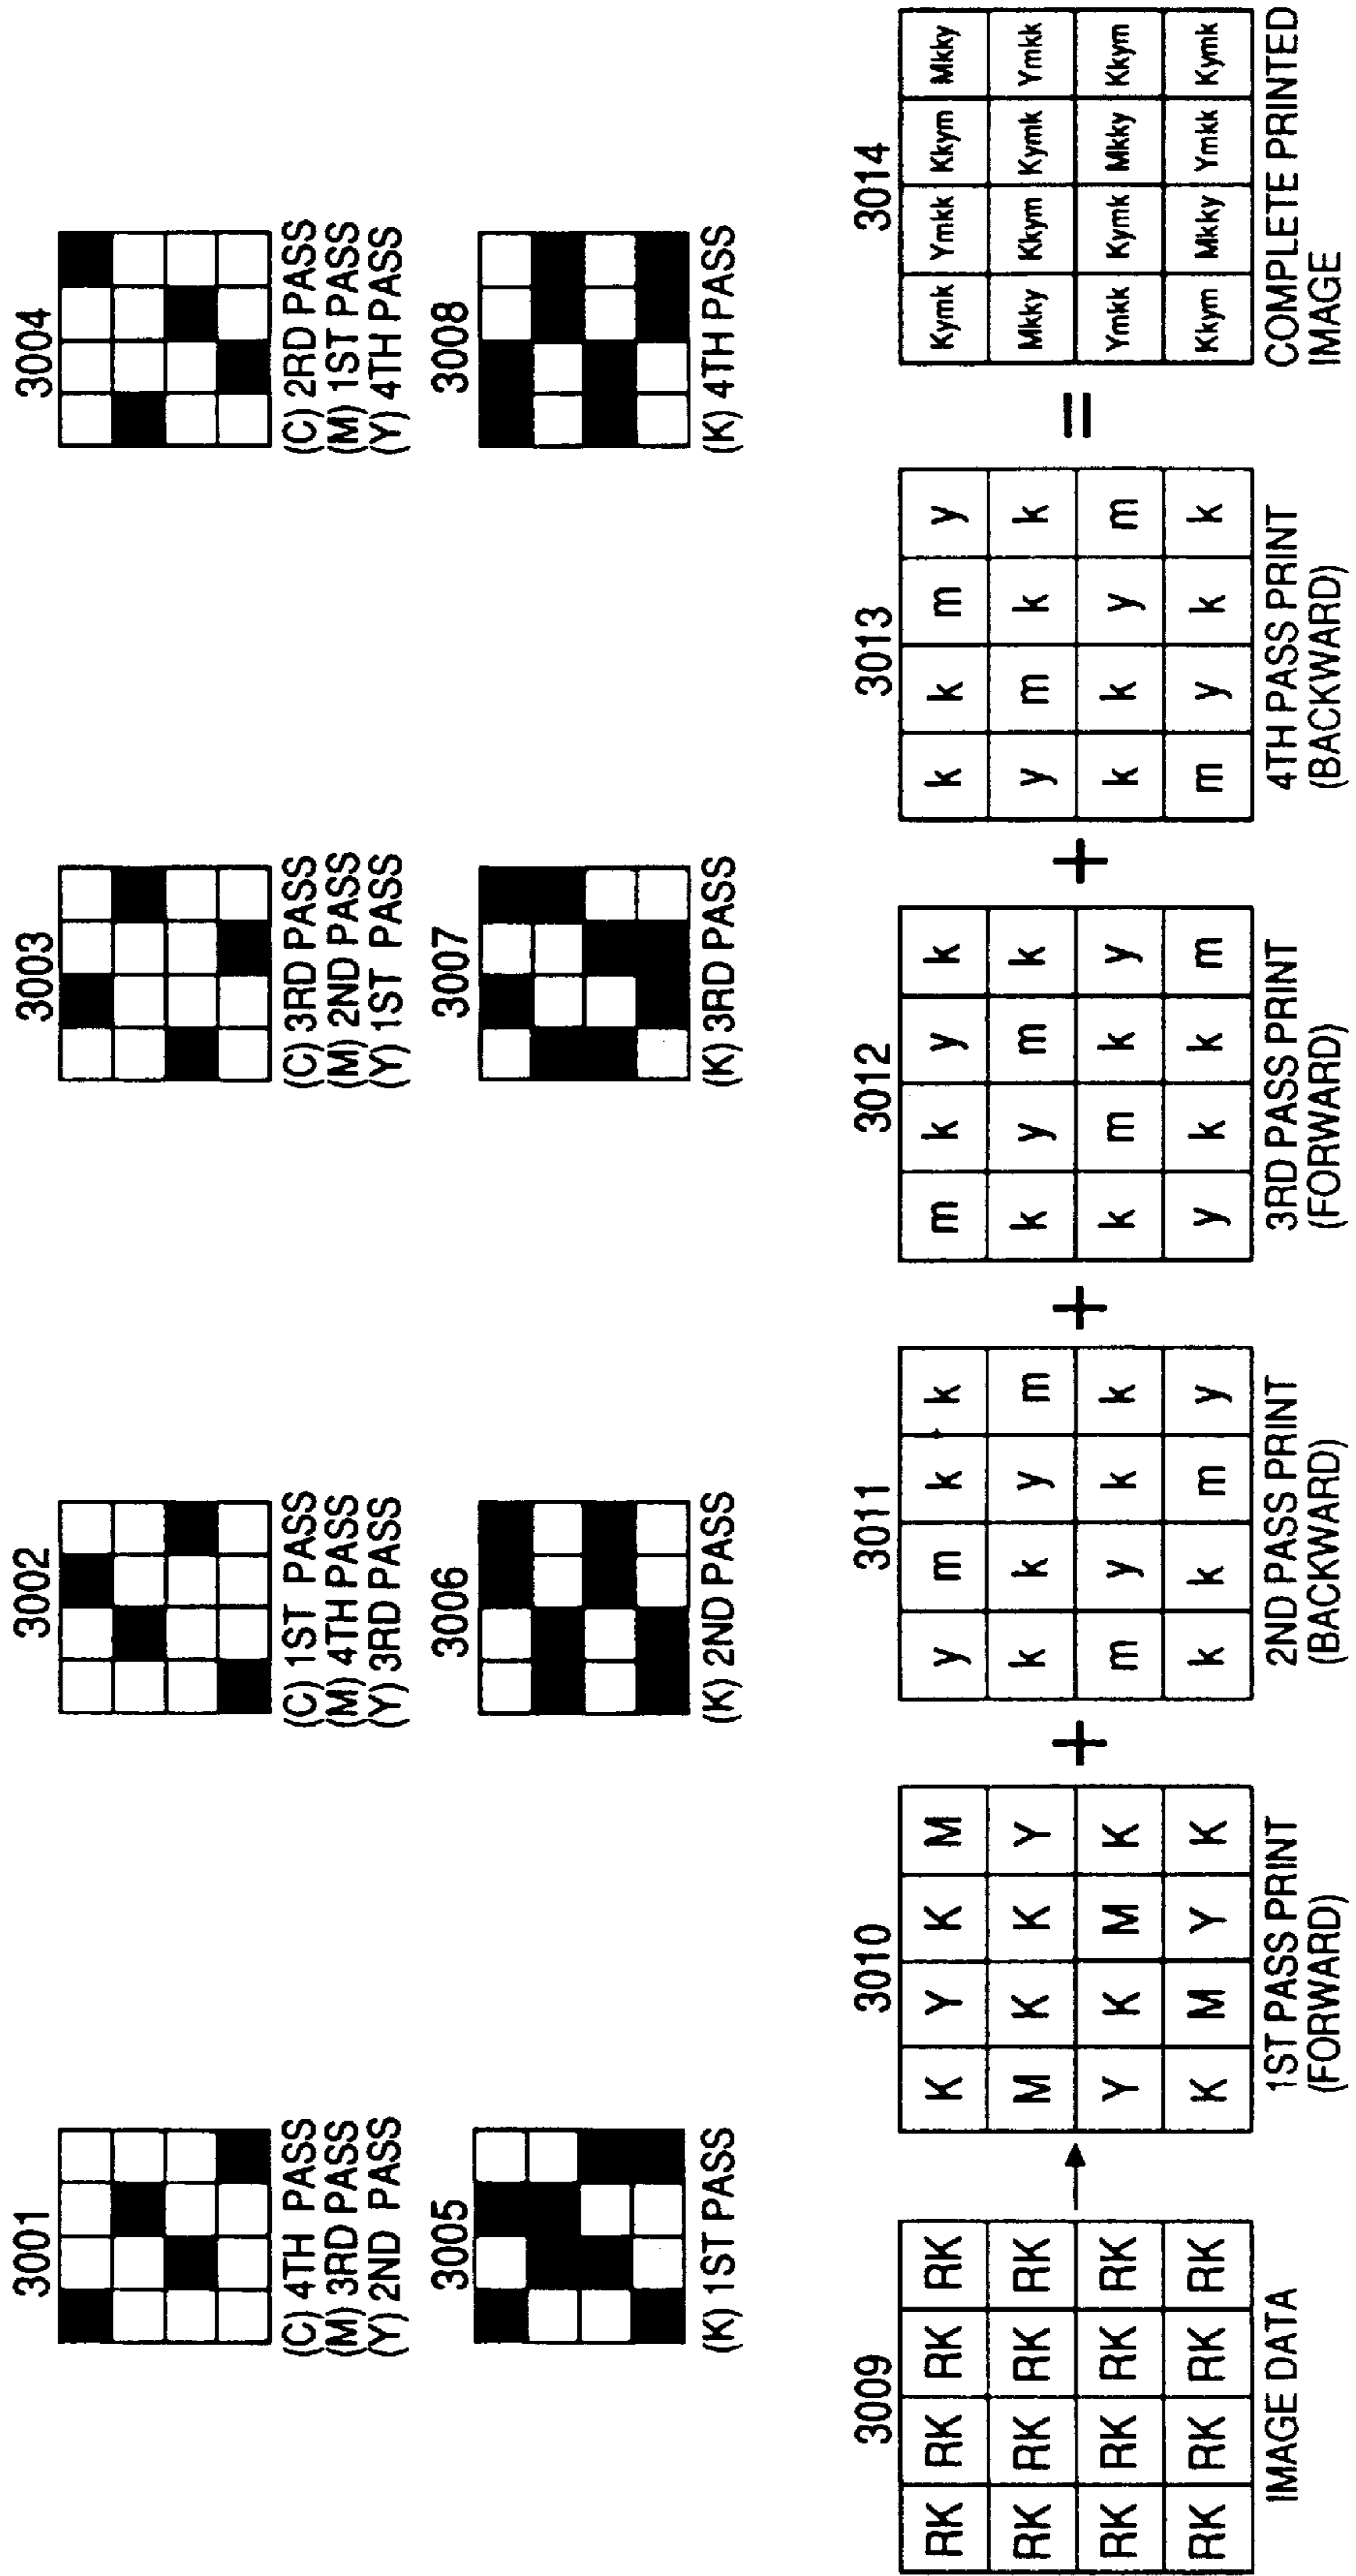 3001
(C) 4TH PASS
(M) 3RD PASS
(Y) 2ND PASS
3002
(C) 1ST PASS
(M) 4TH PASS
(Y) 3RD PASS
3003
(C) 3RD PASS
(M) 2ND PASS
(Y) 1ST PASS
3004
(C) 2RD PASS
(M) 1ST PASS
(Y) 4TH PASS
3005
(K) 1ST PASS
3006
(K) 2ND PASS
3007
(K) 3RD PASS
3008
(K) 4TH PASS
3009
RK RK RK RK
RK RK RK RK
RK RK RK RK
RK RK RK RK
IMAGE DATA
3010
K Y K M
M K K Y
Y K M K
K M Y K
1ST PASS PRINT
(FORWARD)
+
3011
y m k k
k k y m
m y k k
k k m y
2ND PASS PRINT
(BACKWARD)
+
3012
m k y k
k y m k
k m k y
y k k m
3RD PASS PRINT
(FORWARD)
+
3013
k k m y
y m k k
k k y m
m y k k
4TH PASS PRINT
(BACKWARD)
=
3014
Kymk Ymkk Kkym Mkky
Mkky Kkym Kymk Ymkk
Ymkk Kymk Mkky Kkym
Kkym Mkky Ymkk Kymk
COMPLETE PRINTED
IMAGE